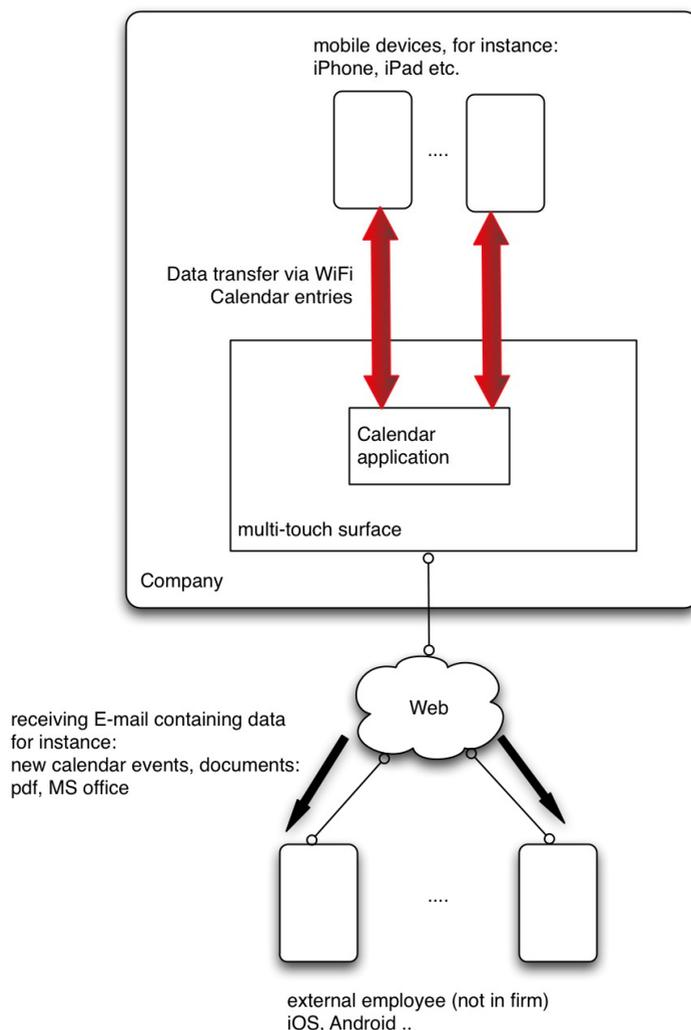 mobile devices, for instance:
iPhone, iPad etc.
....
Data transfer via WiFi
Calendar entries
Calendar
application
multi-touch surface
Company
Web
receiving E-mail containing data
for instance:
new calendar events, documents:
pdf, MS office
....
external employee (not in firm)
iOS, Android ..